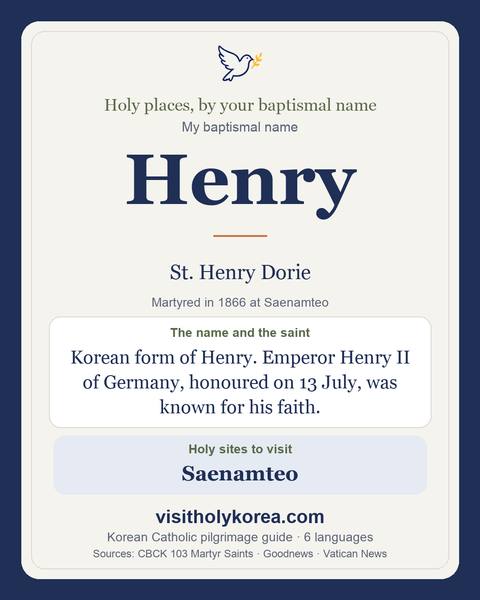 Holy places, by your baptismal name
My baptismal name
Henry
St. Henry Dorie
Martyred in 1866 at Saenamteo
The name and the saint
Korean form of Henry. Emperor Henry II
of Germany, honoured on 13 July, was
known for his faith.
Holy sites to visit
Saenamteo
visitholykorea.com
Korean Catholic pilgrimage guide · 6 languages
Sources: CBCK 103 Martyr Saints · Goodnews · Vatican News